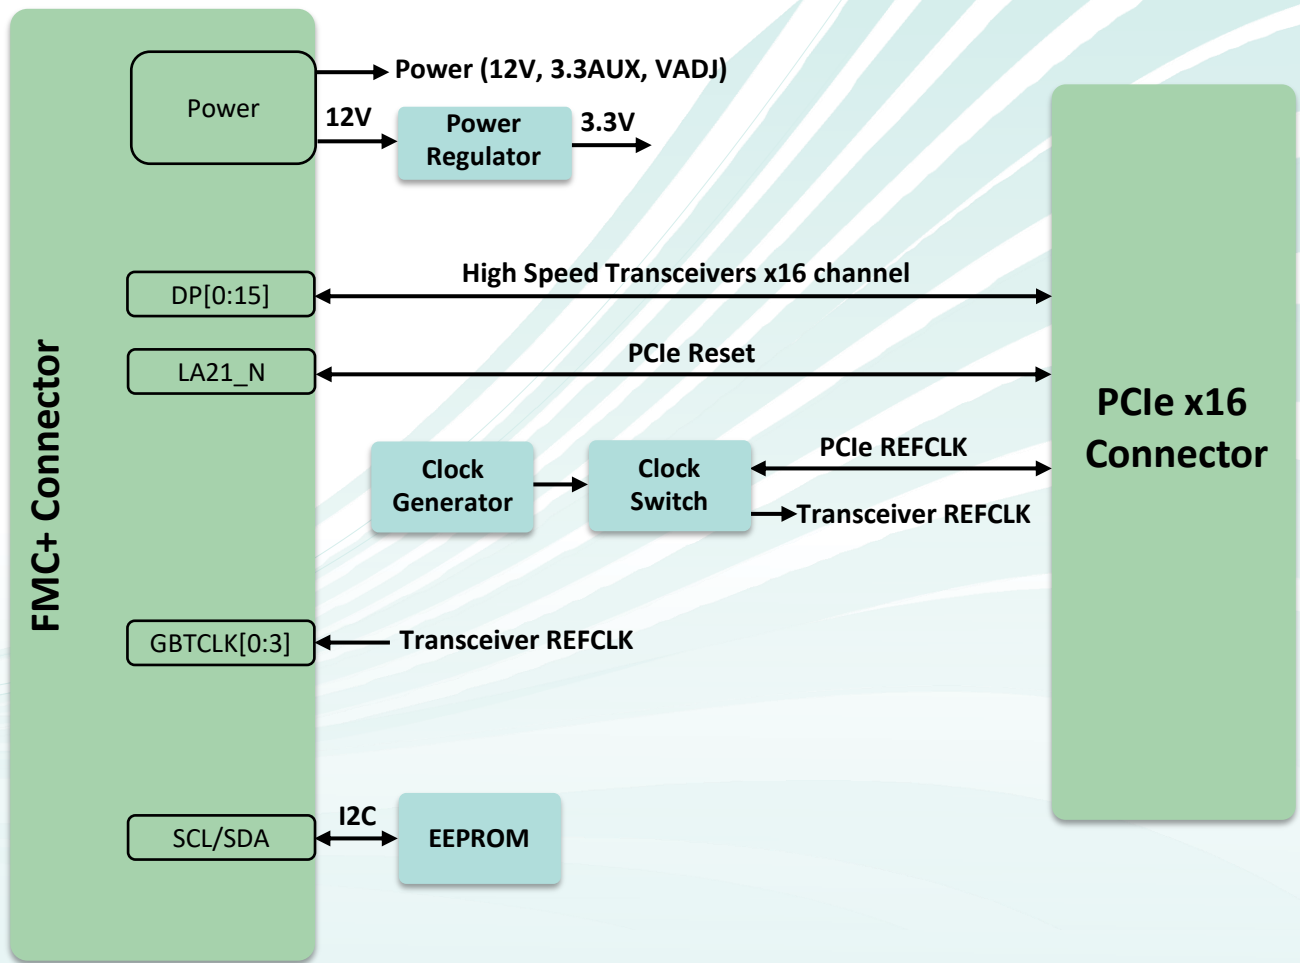 FMC+ Connector
Power
Power (12V, 3.3AUX, VADJ)
12V
Power
Regulator
3.3V
DP[0:15]
High Speed Transceivers x16 channel
LA21_N
PCIe Reset
Clock
Generator
Clock
Switch
PCIe REFCLK
Transceiver REFCLK
PCIe x16
Connector
GBTCLK[0:3]
Transceiver REFCLK
SCL/SDA
I2C
EEPROM